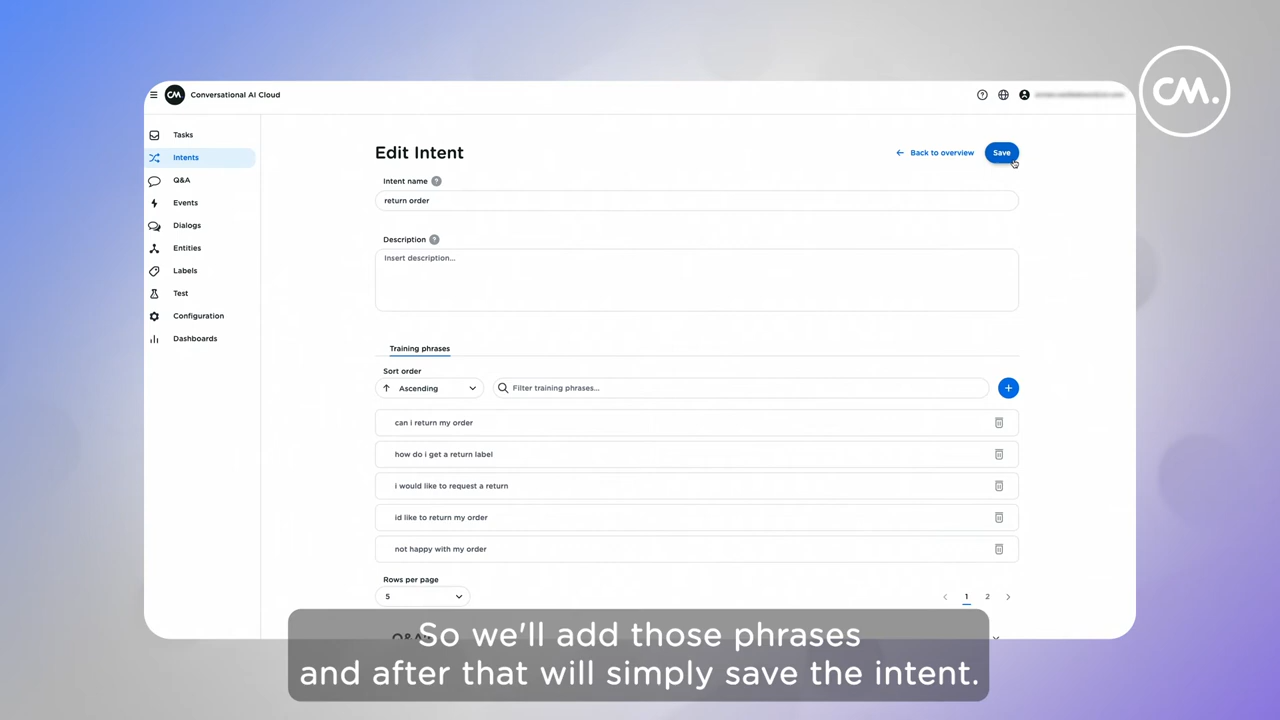 CM.
CM Conversational AI Cloud
Tasks
Intents
Q&A
Events
Dialogs
Entities
Labels
Test
Configuration
Dashboards
Edit Intent
Back to overview
Save
Intent name ?
return order
Description ?
Insert description...
Training phrases
Sort order
Ascending
Filter training phrases...
+
can i return my order
how do i get a return label
i would like to request a return
id like to return my order
not happy with my order
Rows per page
5
1 2
So we'll add those phrases
and after that will simply save the intent.